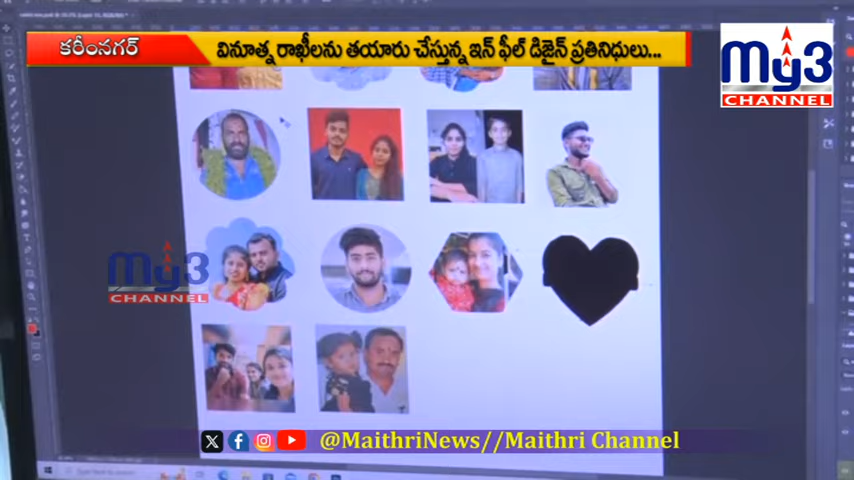 కరీంనగర్
వినూత్న రాఖీలను తయారు చేస్తున్న ఇన్ ఫీల్ డిజైన్ ప్రతినిధులు...
My3
CHANNEL
My3
CHANNEL
@MaithriNews//Maithri Channel